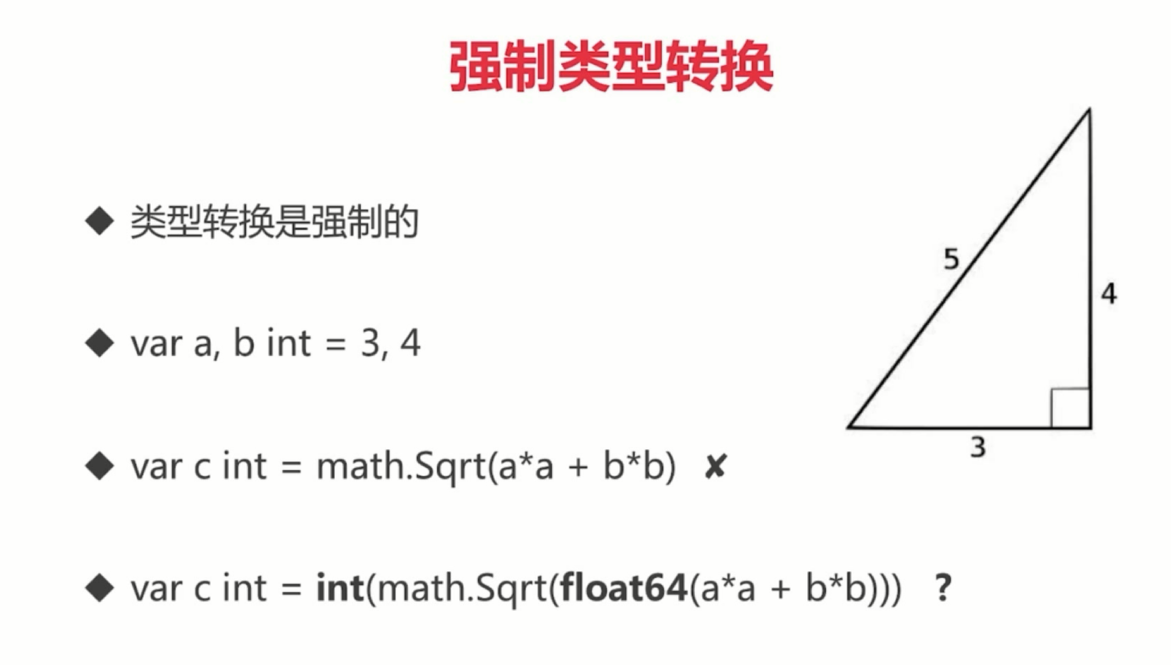 强制类型转换
◆ 类型转换是强制的
◆ var a, b int = 3, 4
◆ var c int = math.Sqrt(a*a + b*b) ✘
◆ var c int = int(math.Sqrt(float64(a*a + b*b))) ?
5
4
3